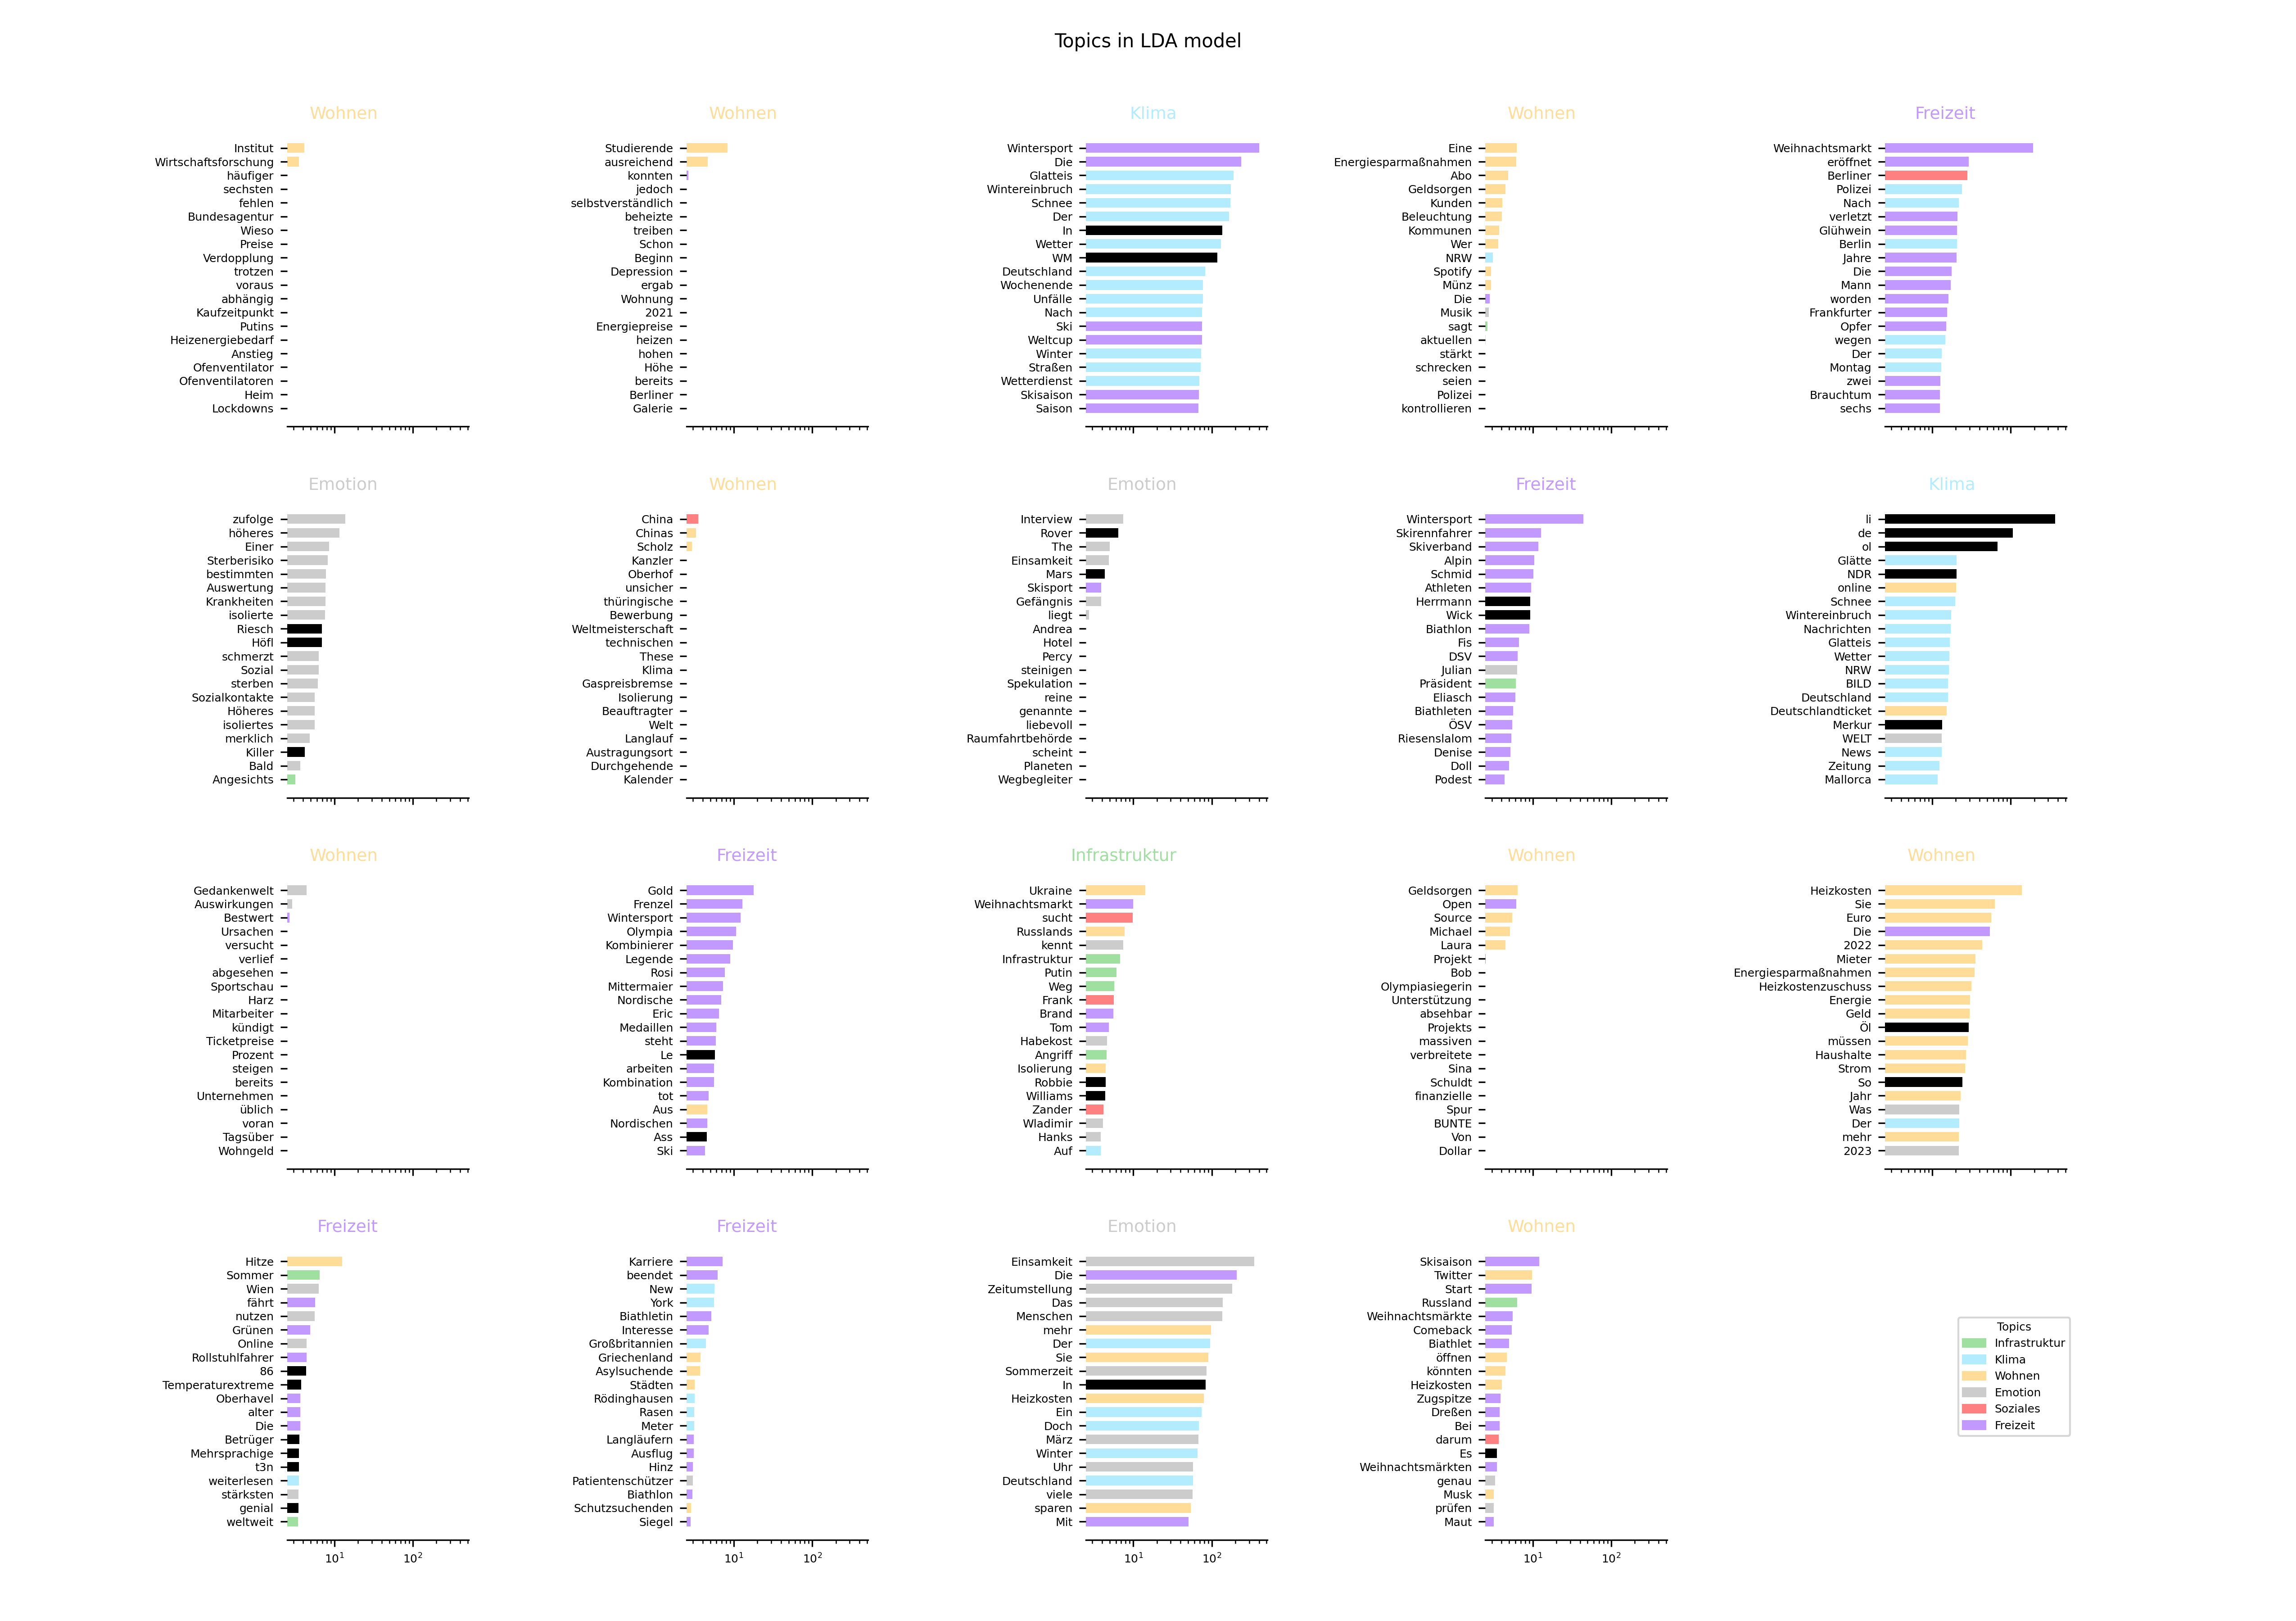 Topics in LDA model
Wohnen
Institut
Wirtschaftsforschung
häufiger
sechsten
fehlen
Bundesagentur
Wieso
Preise
Verdopplung
trotzen
voraus
abhängig
Kaufzeitpunkt
Putins
Heizenergiebedarf
Anstieg
Ofenventilator
Ofenventilatoren
Heim
Lockdowns
Wohnen
Studierende
ausreichend
konnten
jedoch
selbstverständlich
beheizte
treiben
Schon
Beginn
Depression
ergab
Wohnung
2021
Energiepreise
heizen
hohen
Höhe
bereits
Berliner
Galerie
Klima
Wintersport
Die
Glatteis
Wintereinbruch
Schnee
Der
In
Wetter
WM
Deutschland
Wochenende
Unfälle
Nach
Ski
Weltcup
Winter
Straßen
Wetterdienst
Skisaison
Saison
Wohnen
Eine
Energiesparmaßnahmen
Abo
Geldsorgen
Kunden
Beleuchtung
Kommunen
Wer
NRW
Spotify
Münz
Die
Musik
sagt
aktuellen
stärkt
schrecken
seien
Polizei
kontrollieren
Freizeit
Weihnachtsmarkt
eröffnet
Berliner
Polizei
Nach
verletzt
Glühwein
Berlin
Jahre
Die
Mann
worden
Frankfurter
Opfer
wegen
Der
Montag
zwei
Brauchtum
sechs
Emotion
zufolge
höheres
Einer
Sterberisiko
bestimmten
Auswertung
Krankheiten
isolierte
Riesch
Höfl
schmerzt
Sozial
sterben
Sozialkontakte
Höheres
isoliertes
merklich
Killer
Bald
Angesichts
Wohnen
China
Chinas
Scholz
Kanzler
Oberhof
unsicher
thüringische
Bewerbung
Weltmeisterschaft
technischen
These
Klima
Gaspreisbremse
Isolierung
Beauftragter
Welt
Langlauf
Austragungsort
Durchgehende
Kalender
Emotion
Interview
Rover
The
Einsamkeit
Mars
Skisport
Gefängnis
liegt
Andrea
Hotel
Percy
steinigen
Spekulation
reine
genannte
liebevoll
Raumfahrtbehörde
scheint
Planeten
Wegbegleiter
Freizeit
Wintersport
Skirennfahrer
Skiverband
Alpin
Schmid
Athleten
Herrmann
Wick
Biathlon
Fis
DSV
Julian
Präsident
Eliasch
Biathleten
ÖSV
Riesenslalom
Denise
Doll
Podest
Klima
li
de
ol
Glätte
NDR
online
Schnee
Wintereinbruch
Nachrichten
Glatteis
Wetter
NRW
BILD
Deutschland
Deutschlandticket
Merkur
WELT
News
Zeitung
Mallorca
Wohnen
Gedankenwelt
Auswirkungen
Bestwert
Ursachen
versucht
verlief
abgesehen
Sportschau
Harz
Mitarbeiter
kündigt
Ticketpreise
Prozent
steigen
bereits
Unternehmen
üblich
voran
Tagsüber
Wohngeld
Freizeit
Gold
Frenzel
Wintersport
Olympia
Kombinierer
Legende
Rosi
Mittermaier
Nordische
Eric
Medaillen
steht
Le
arbeiten
Kombination
tot
Aus
Nordischen
Ass
Ski
Infrastruktur
Ukraine
Weihnachtsmarkt
sucht
Russlands
kennt
Infrastruktur
Putin
Weg
Frank
Brand
Tom
Habekost
Angriff
Isolierung
Robbie
Williams
Zander
Wladimir
Hanks
Auf
Wohnen
Geldsorgen
Open
Source
Michael
Laura
Projekt
Bob
Olympiasiegerin
Unterstützung
absehbar
Projekts
massiven
verbreitete
Sina
Schuldt
finanzielle
Spur
BUNTE
Von
Dollar
Wohnen
Heizkosten
Sie
Euro
Die
2022
Mieter
Energiesparmaßnahmen
Heizkostenzuschuss
Energie
Geld
Öl
müssen
Haushalte
Strom
So
Jahr
Was
Der
mehr
2023
Freizeit
Hitze
Sommer
Wien
fährt
nutzen
Grünen
Online
Rollstuhlfahrer
86
Temperaturextreme
Oberhavel
alter
Die
Betrüger
Mehrsprachige
t3n
weiterlesen
stärksten
genial
weltweit
10¹ 10²
Freizeit
Karriere
beendet
New
York
Biathletin
Interesse
Großbritannien
Griechenland
Asylsuchende
Städten
Rödinghausen
Rasen
Meter
Langläufern
Ausflug
Hinz
Patientenschützer
Biathlon
Schutzsuchenden
Siegel
10¹ 10²
Emotion
Einsamkeit
Die
Zeitumstellung
Das
Menschen
mehr
Der
Sie
Sommerzeit
In
Heizkosten
Ein
Doch
März
Winter
Uhr
Deutschland
viele
sparen
Mit
10¹ 10²
Wohnen
Skisaison
Twitter
Start
Russland
Weihnachtsmärkte
Comeback
Biathlet
öffnen
könnten
Heizkosten
Zugspitze
Dreßen
Bei
darum
Es
Weihnachtsmärkten
genau
Musk
prüfen
Maut
10¹ 10²
Topics
Infrastruktur
Klima
Wohnen
Emotion
Soziales
Freizeit